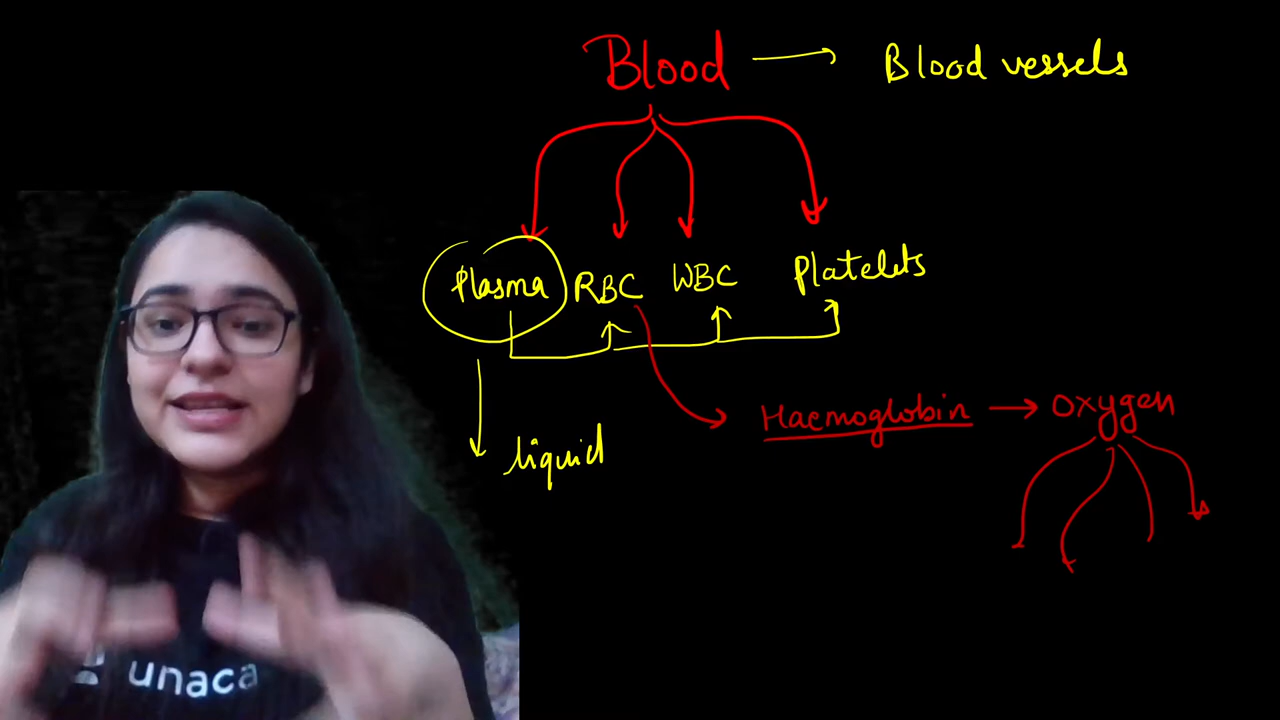 Blood → Blood vessels
Plasma RBC WBC Platelets
Haemoglobin → oxygen
liquid
unaca